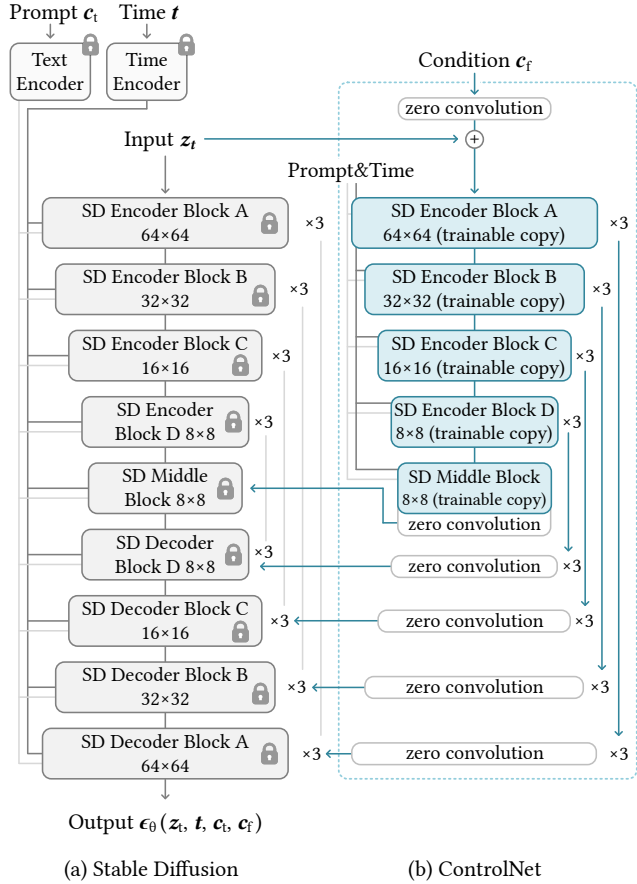 Prompt cₜ
Time t
Text
Encoder
Time
Encoder
Input zₜ
SD Encoder Block A
64×64
×3
SD Encoder Block B
32×32
×3
SD Encoder Block C
16×16
×3
SD Encoder
Block D 8×8
×3
SD Middle
Block 8×8
SD Decoder
Block D 8×8
×3
SD Decoder Block C
16×16
×3
SD Decoder Block B
32×32
×3
SD Decoder Block A
64×64
×3
Output ϵθ(zₜ, t, cₜ, c_f)
(a) Stable Diffusion
Condition c_f
zero convolution
+
Prompt&Time
SD Encoder Block A
64×64 (trainable copy)
×3
SD Encoder Block B
32×32 (trainable copy)
×3
SD Encoder Block C
16×16 (trainable copy)
×3
SD Encoder Block D
8×8 (trainable copy)
×3
SD Middle Block
8×8 (trainable copy)
zero convolution
zero convolution
×3
zero convolution
×3
zero convolution
×3
zero convolution
×3
(b) ControlNet